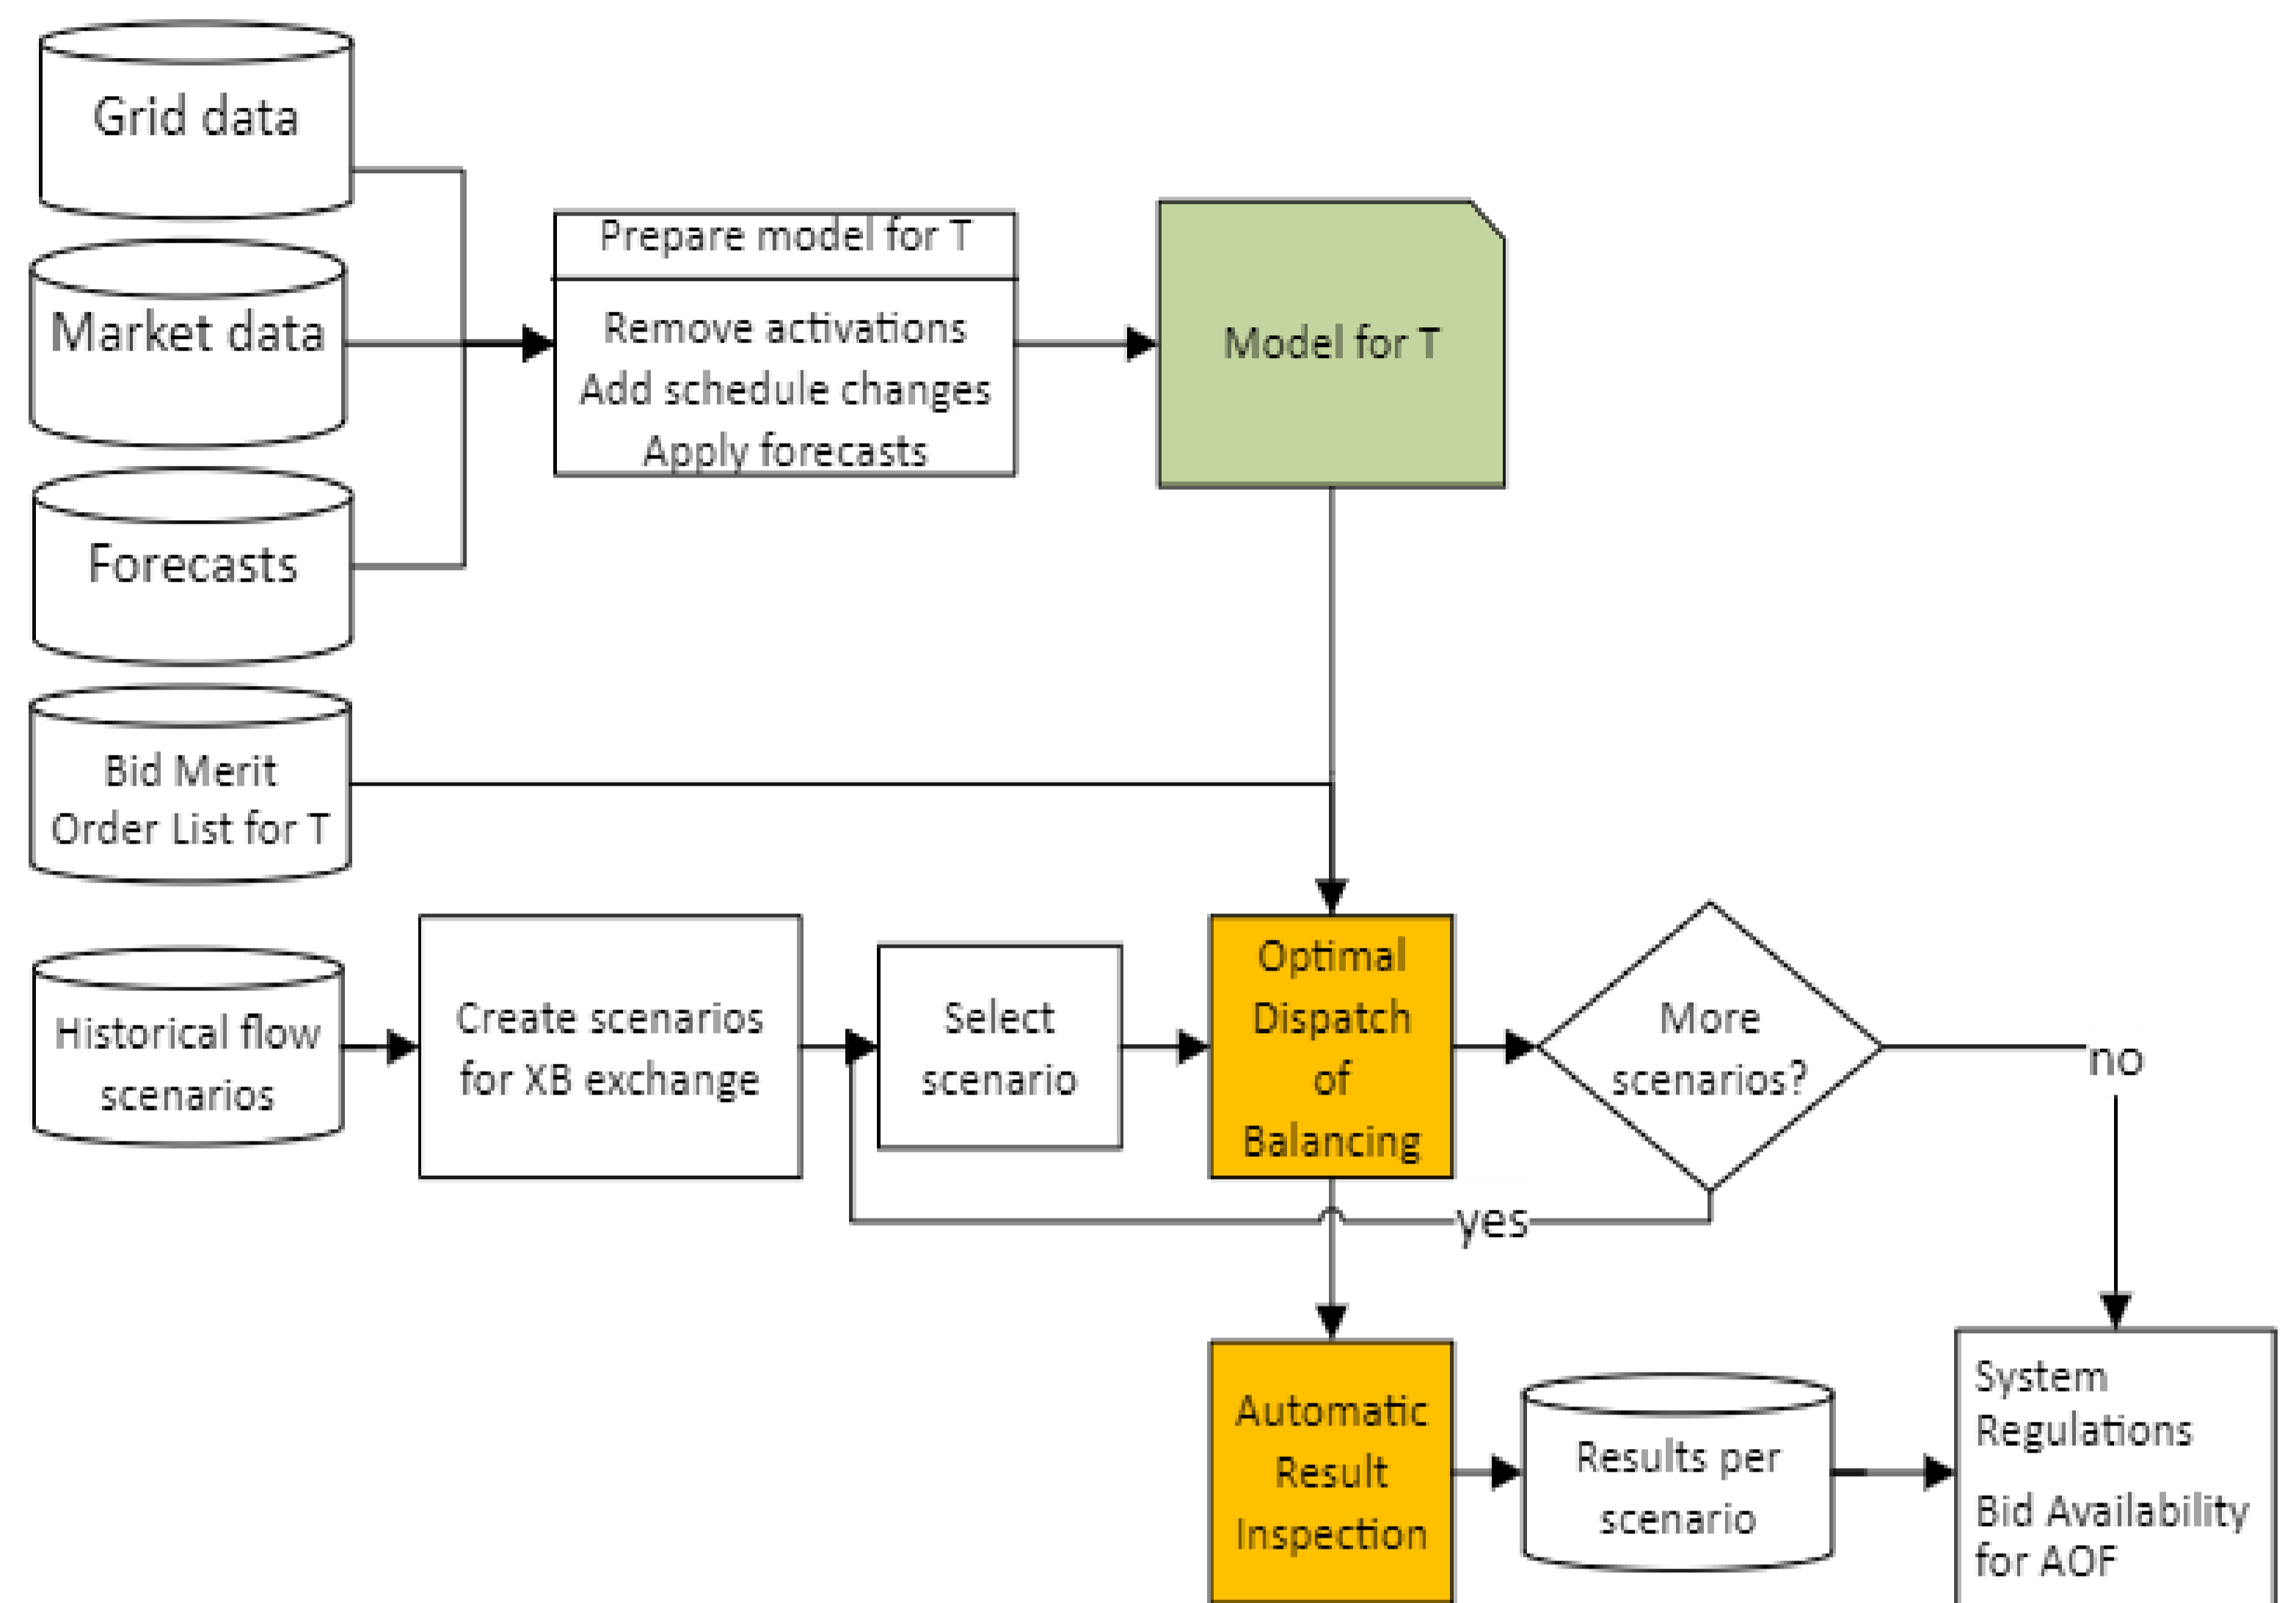 Grid data
Market data
Forecasts
Prepare model for T
Remove activations
Add schedule changes
Apply forecasts
Model for T
Bid Merit
Order List for T
Historical flow
scenarios
Create scenarios
for XB exchange
Select
scenario
Optimal
Dispatch
of
Balancing
More
scenarios?
no
yes
Automatic
Result
Inspection
Results per
scenario
System
Regulations
Bid Availability
for AOF